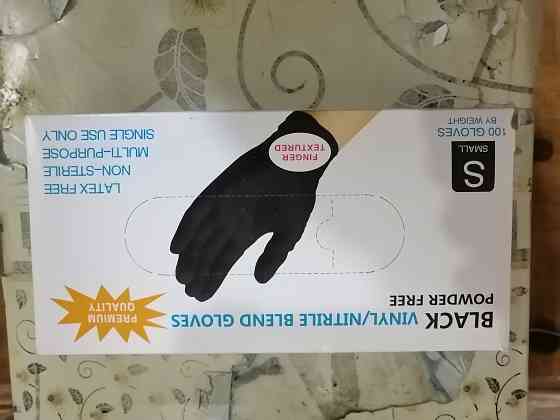 BLACK VINYL/NITRILE BLEND GLOVES
POWDER FREE
PREMIUM
QUALITY
S
SMALL
100 GLOVES
BY WEIGHT
FINGER
TEXTURED
LATEX FREE
NON-STERILE
MULTI-PURPOSE
SINGLE USE ONLY